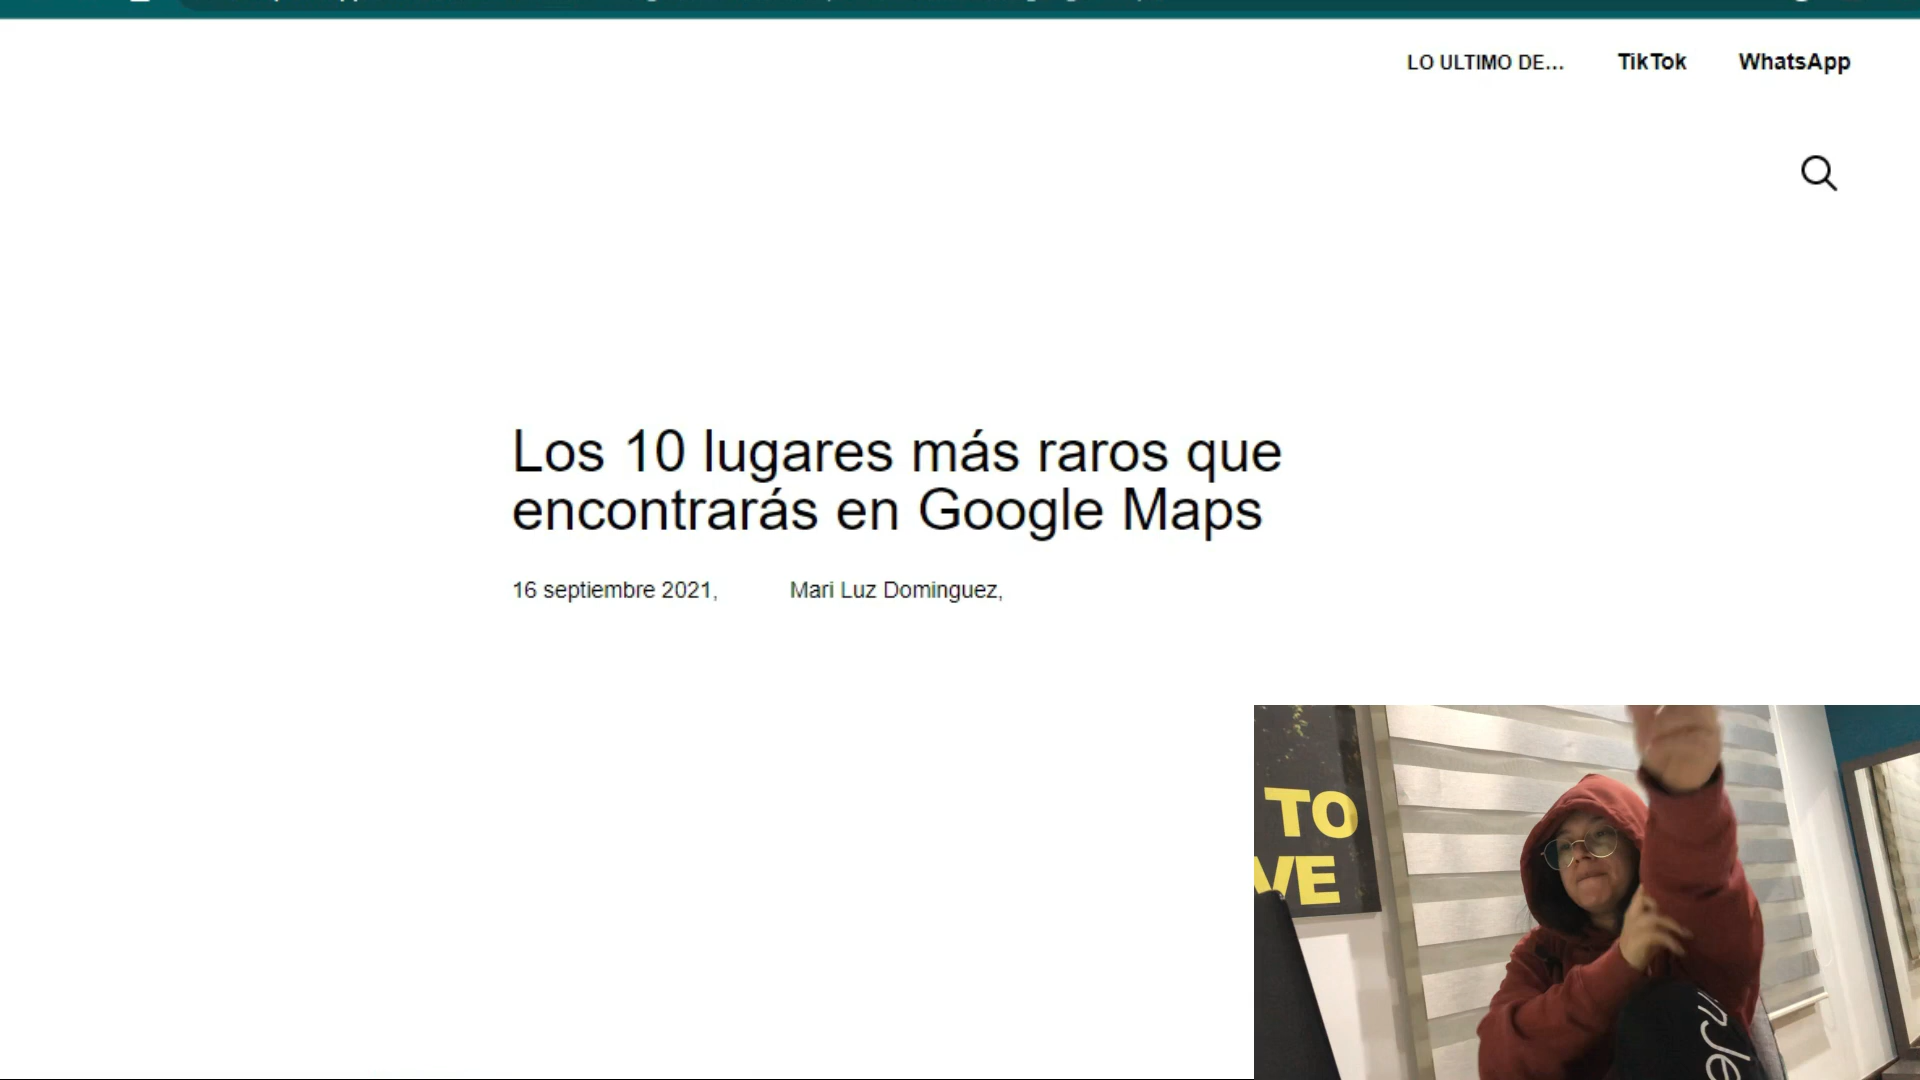 LO ULTIMO DE... TikTok WhatsApp
Los 10 lugares más raros que
encontrarás en Google Maps
16 septiembre 2021, Mari Luz Dominguez,
TO
VE